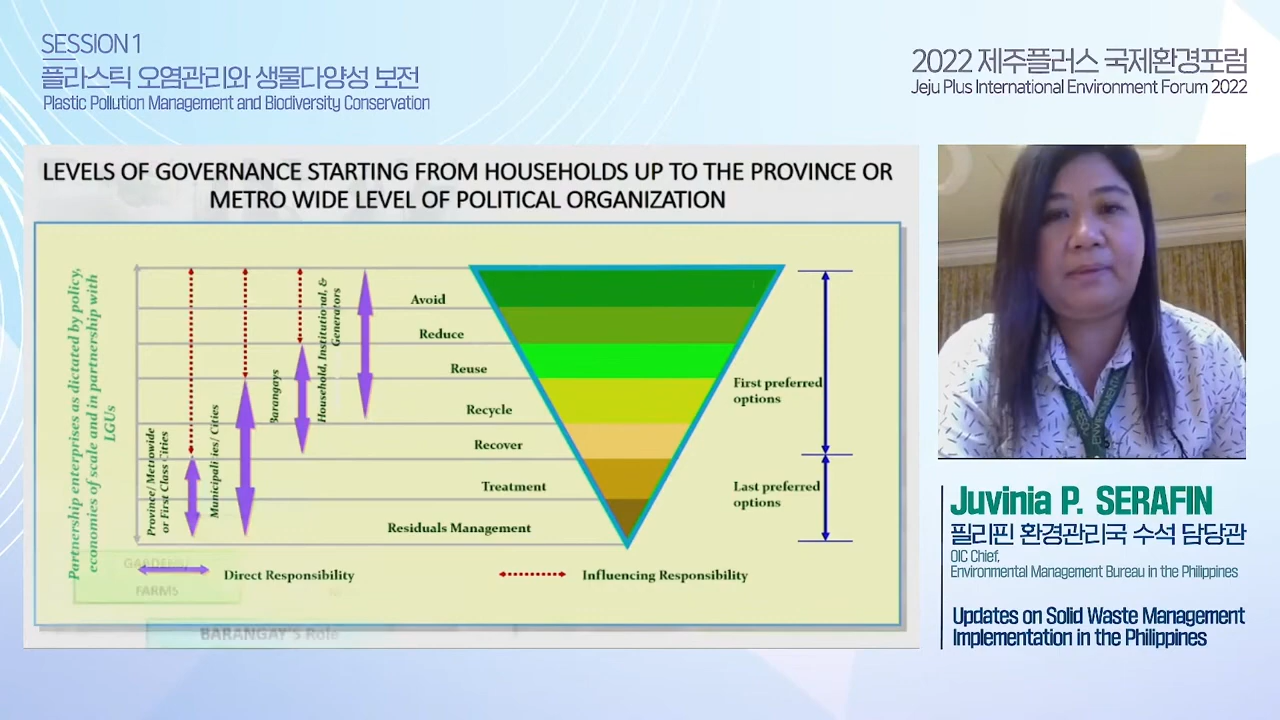 SESSION 1
플라스틱 오염관리와 생물다양성 보전
Plastic Pollution Management and Biodiversity Conservation
2022 제주플러스 국제환경포럼
Jeju Plus International Environment Forum 2022
LEVELS OF GOVERNANCE STARTING FROM HOUSEHOLDS UP TO THE PROVINCE OR
METRO WIDE LEVEL OF POLITICAL ORGANIZATION
Partnership enterprises as dictated by policy,
economies of scale and in partnership with
LGUs
Province/ Metrowide
or First Class Cities
Municipalities/ Cities
Barangays
Household, Institutional, &
Generators
Avoid
Reduce
Reuse
Recycle
Recover
Treatment
Residuals Management
First preferred
options
Last preferred
options
Direct Responsibility
Influencing Responsibility
GARDENS/
FARMS
BARANGAY'S Role
Juvinia P. SERAFIN
필리핀 환경관리국 수석 담당관
OIC Chief,
Environmental Management Bureau in the Philippines
Updates on Solid Waste Management
Implementation in the Philippines